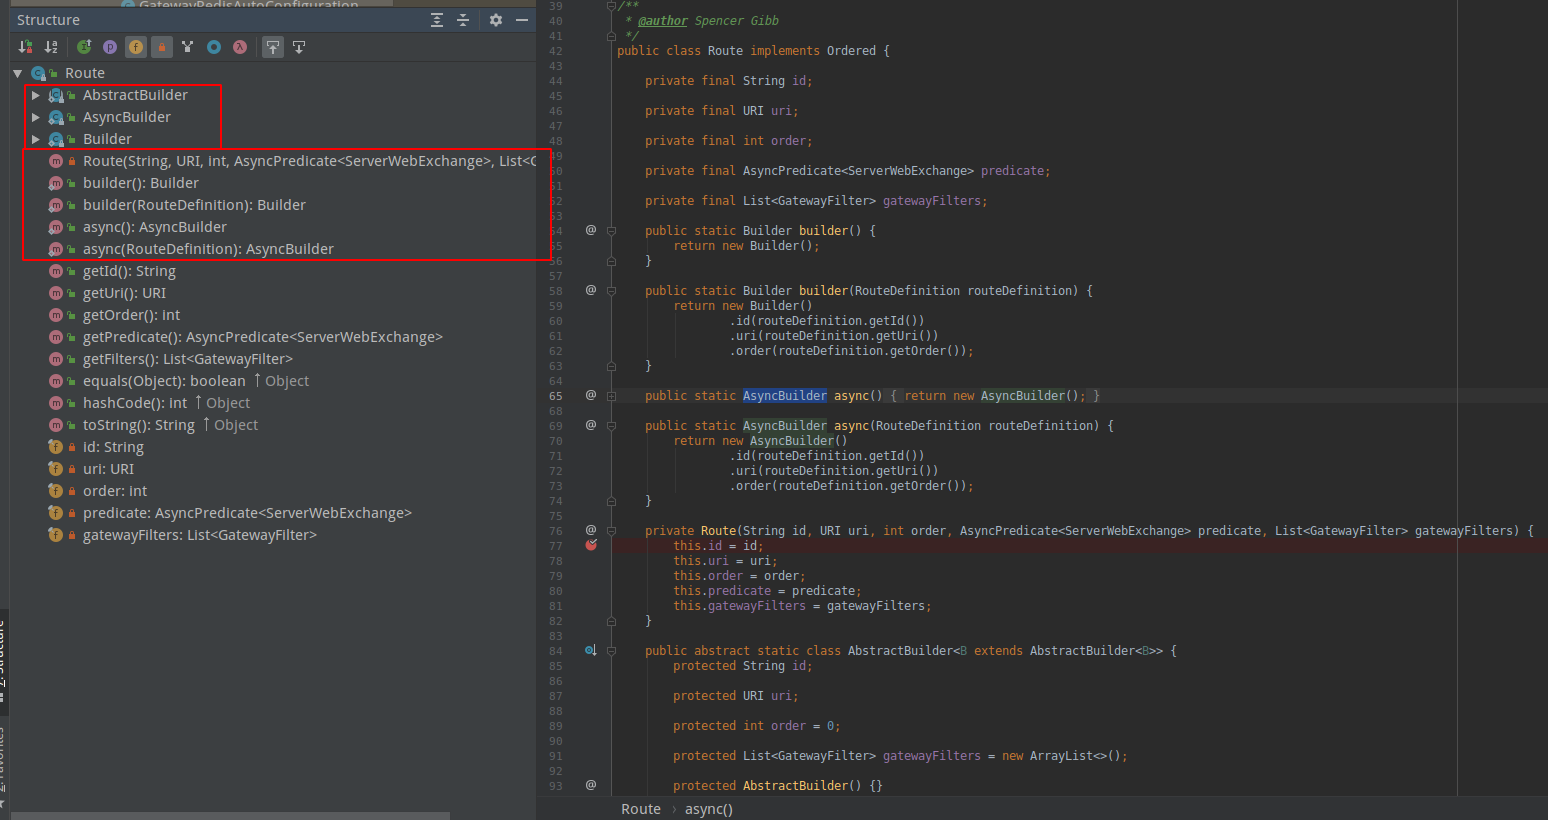 GatewayRedisAutoConfiguration
Structure
Route
AbstractBuilder
AsyncBuilder
Builder
Route(String, URI, int, AsyncPredicate<ServerWebExchange>, List<G
builder(): Builder
builder(RouteDefinition): Builder
async(): AsyncBuilder
async(RouteDefinition): AsyncBuilder
getId(): String
getUri(): URI
getOrder(): int
getPredicate(): AsyncPredicate<ServerWebExchange>
getFilters(): List<GatewayFilter>
equals(Object): boolean ↑Object
hashCode(): int ↑Object
toString(): String ↑Object
id: String
uri: URI
order: int
predicate: AsyncPredicate<ServerWebExchange>
gatewayFilters: List<GatewayFilter>
Z: Structure
2: Favorites
39 /**
40 * @author Spencer Gibb
41 */
42 public class Route implements Ordered {
43
44 private final String id;
45
46 private final URI uri;
47
48 private final int order;
49
50 private final AsyncPredicate<ServerWebExchange> predicate;
51
52 private final List<GatewayFilter> gatewayFilters;
53
54 @ public static Builder builder() {
55 return new Builder();
56 }
57
58 @ public static Builder builder(RouteDefinition routeDefinition) {
59 return new Builder()
60 .id(routeDefinition.getId())
61 .uri(routeDefinition.getUri())
62 .order(routeDefinition.getOrder());
63 }
64
65 @ public static AsyncBuilder async() { return new AsyncBuilder(); }
68
69 @ public static AsyncBuilder async(RouteDefinition routeDefinition) {
70 return new AsyncBuilder()
71 .id(routeDefinition.getId())
72 .uri(routeDefinition.getUri())
73 .order(routeDefinition.getOrder());
74 }
75
76 @ private Route(String id, URI uri, int order, AsyncPredicate<ServerWebExchange> predicate, List<GatewayFilter> gatewayFilters) {
77 this.id = id;
78 this.uri = uri;
79 this.order = order;
80 this.predicate = predicate;
81 this.gatewayFilters = gatewayFilters;
82 }
83
84 public abstract static class AbstractBuilder<B extends AbstractBuilder<B>> {
85 protected String id;
86
87 protected URI uri;
88
89 protected int order = 0;
90
91 protected List<GatewayFilter> gatewayFilters = new ArrayList<>();
92
93 @ protected AbstractBuilder() {}
Route › async()